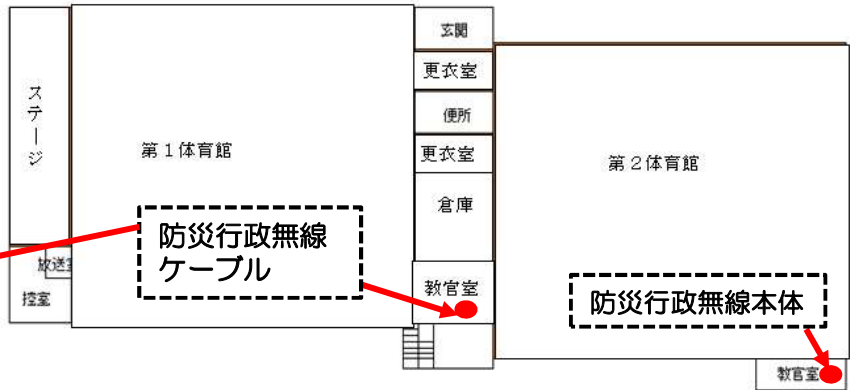 玄関
更衣室
便所
更衣室
倉庫
教官室
ステージ
第1体育館
第2体育館
放送
控室
防災行政無線
ケーブル
防災行政無線本体
教官室